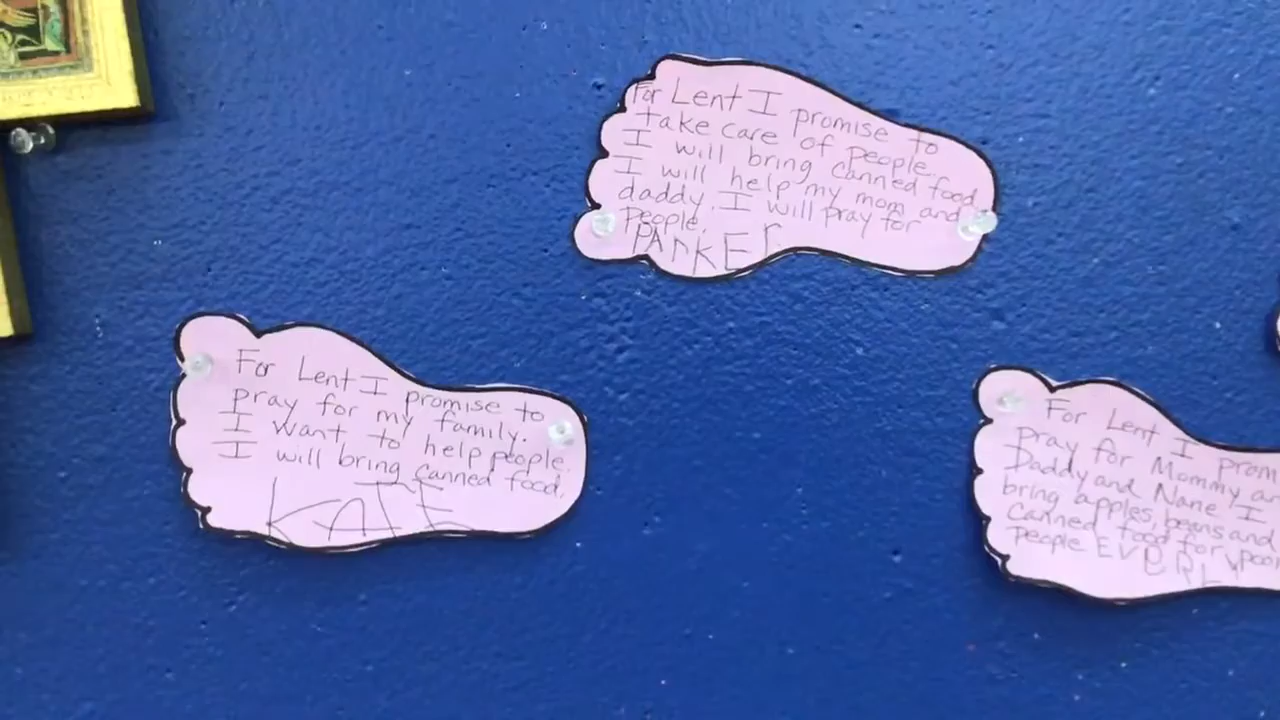 For Lent I promise to
take care of people.
I will bring canned food
I will help my mom and
daddy. I will pray for
people.
PArKEr
For Lent I promise to
pray for my family.
I want to help people.
I will bring canned food.
KATE
For Lent I prom
pray for Mommy an
Daddy and Nane. I
bring apples, beans and
canned food for poor
people EVERLY